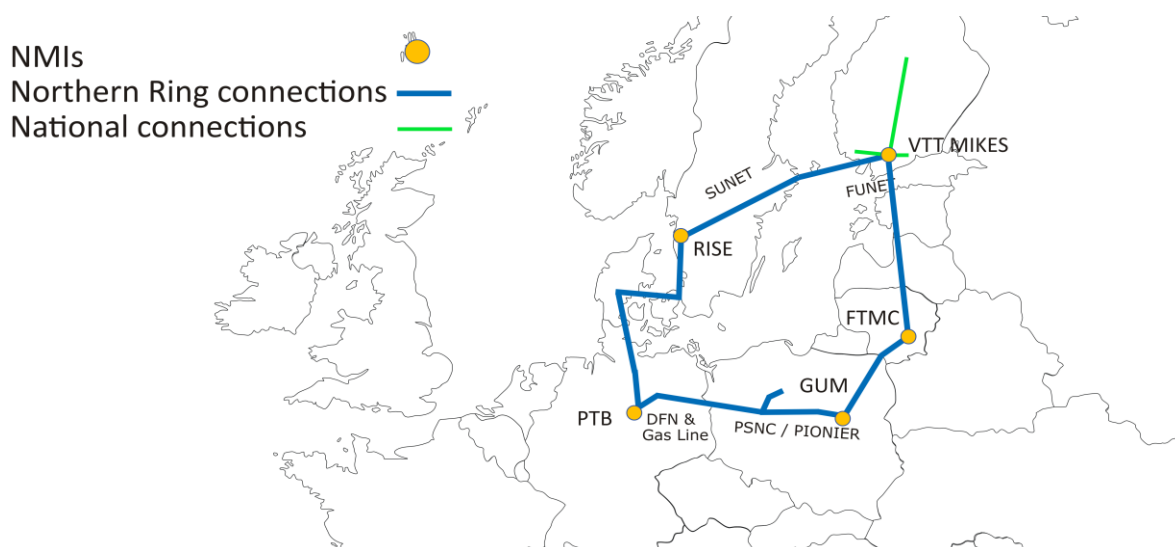 NMIs
Northern Ring connections
National connections
VTT MIKES
SUNET
FUNET
RISE
FTMC
GUM
PTB
DFN &
Gas Line
PSNC / PIONIER